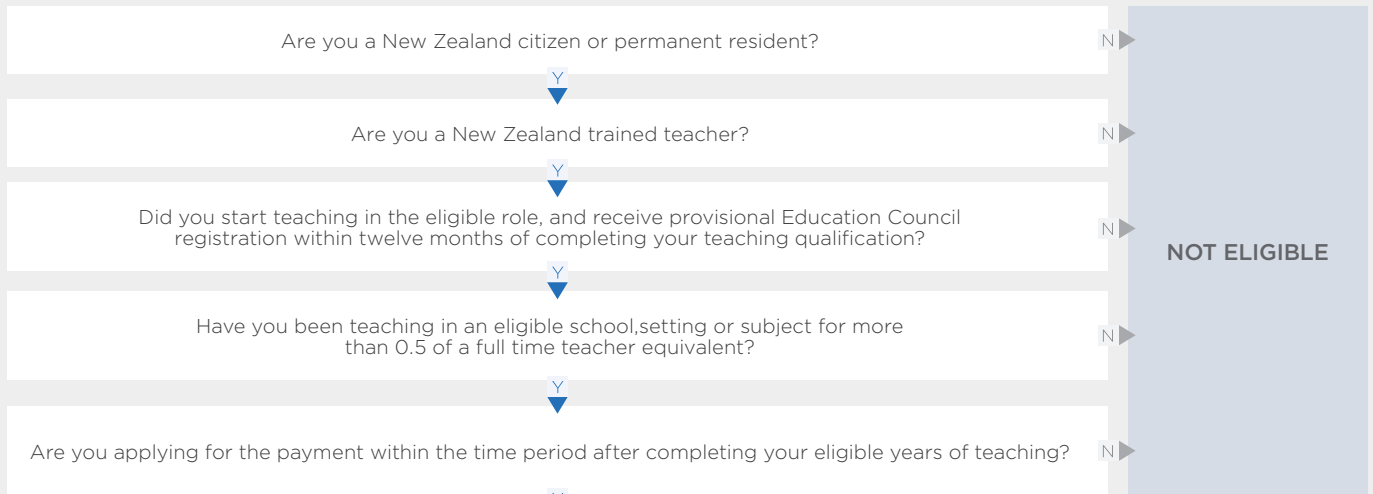 Are you a New Zealand citizen or permanent resident?
N
Y
Are you a New Zealand trained teacher?
N
Y
Did you start teaching in the eligible role, and receive provisional Education Council
registration within twelve months of completing your teaching qualification?
N
NOT ELIGIBLE
Y
Have you been teaching in an eligible school,setting or subject for more
than 0.5 of a full time teacher equivalent?
N
Y
Are you applying for the payment within the time period after completing your eligible years of teaching?
N